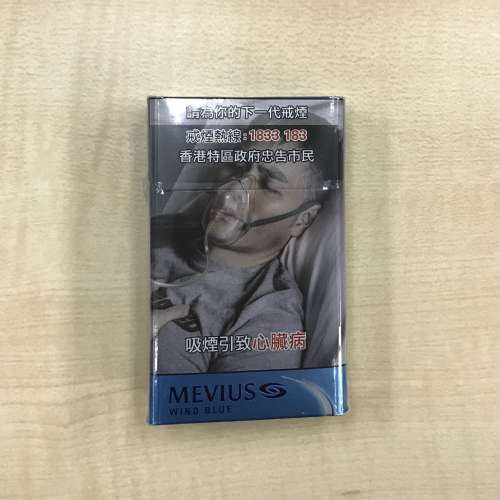 請為你的下一代戒煙
戒煙熱線:1833 183
香港特區政府忠告市民
吸煙引致心臟病
MEVIUS
WIND BLUE